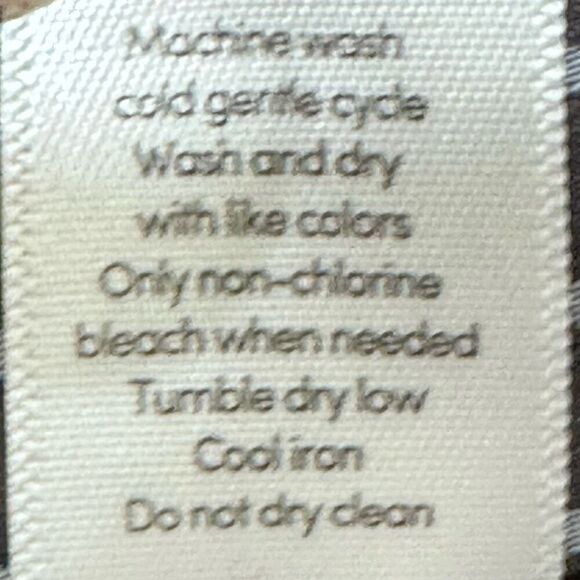 Machine wash
cold gentle cycle
Wash and dry
with like colors
Only non-chlorine
bleach when needed
Tumble dry low
Cool iron
Do not dry clean